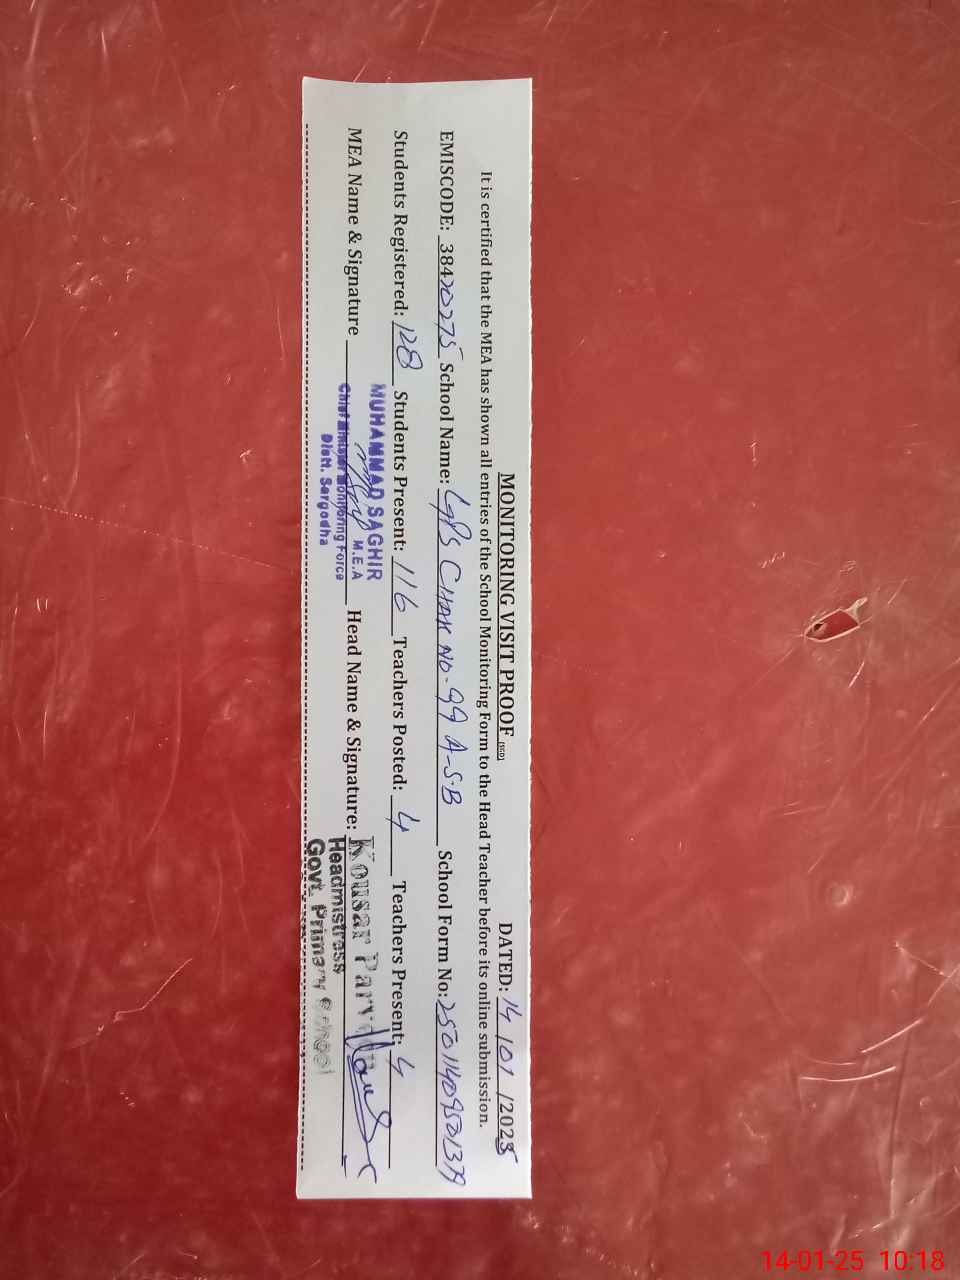 MONITORING VISIT PROOF (SGD) DATED: 14/01/2025
It is certified that the MEA has shown all entries of the School Monitoring Form to the Head Teacher before its online submission.
EMISCODE: 38420275 School Name: GPS CHAK NO. 99 A-S.B School Form No: 25011409501379
Students Registered: 128 Students Present: 116 Teachers Posted: 4 Teachers Present: 4
MEA Name & Signature Head Name & Signature:
MUHAMMAD SAGHIR
M.E.A
Chief Minister Monitoring Force
Distt. Sargodha
Kousar Parveen
Headmistress
Govt. Primary School
14-01-25 10:18